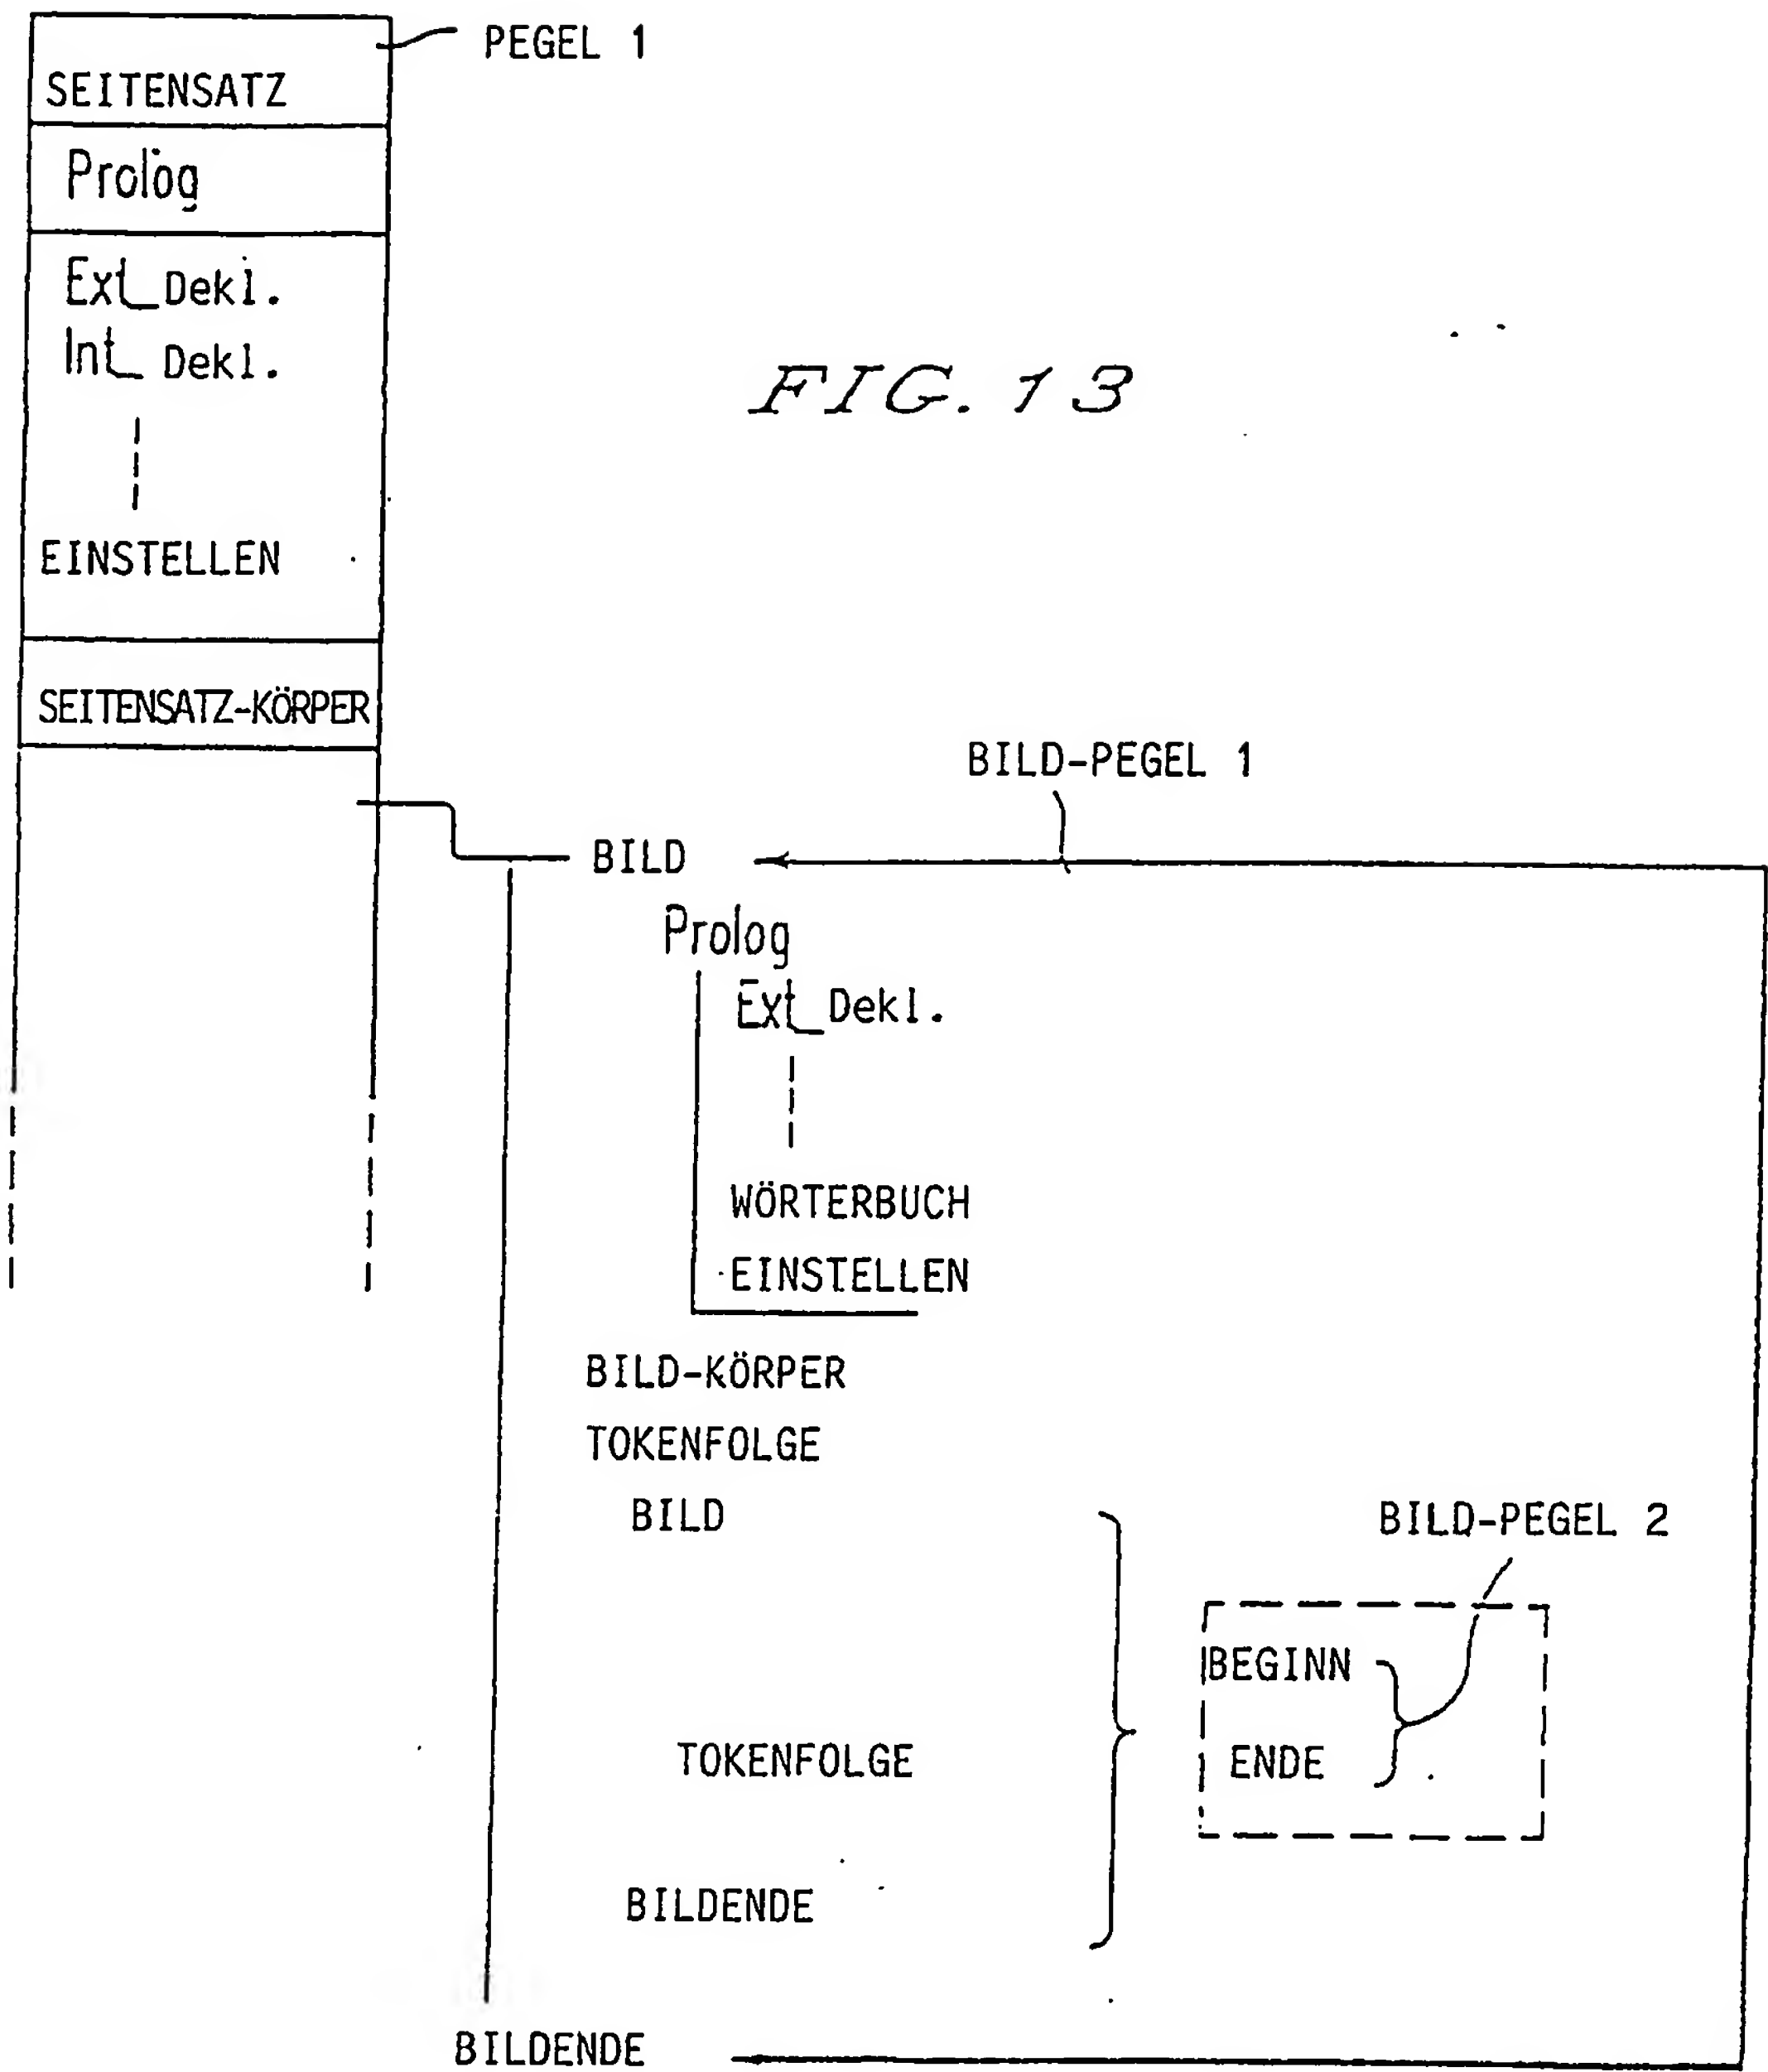 PEGEL 1
SEITENSATZ
Prolog
Ext_Dekl.
Int_Dekl.
FIG. 13
EINSTELLEN
SEITENSATZ-KÖRPER
BILD-PEGEL 1
BILD
Prolog
Ext_Dekl.
WÖRTERBUCH
EINSTELLEN
BILD-KÖRPER
TOKENFOLGE
BILD
BILD-PEGEL 2
BEGINN
TOKENFOLGE
ENDE
BILDENDE
BILDENDE